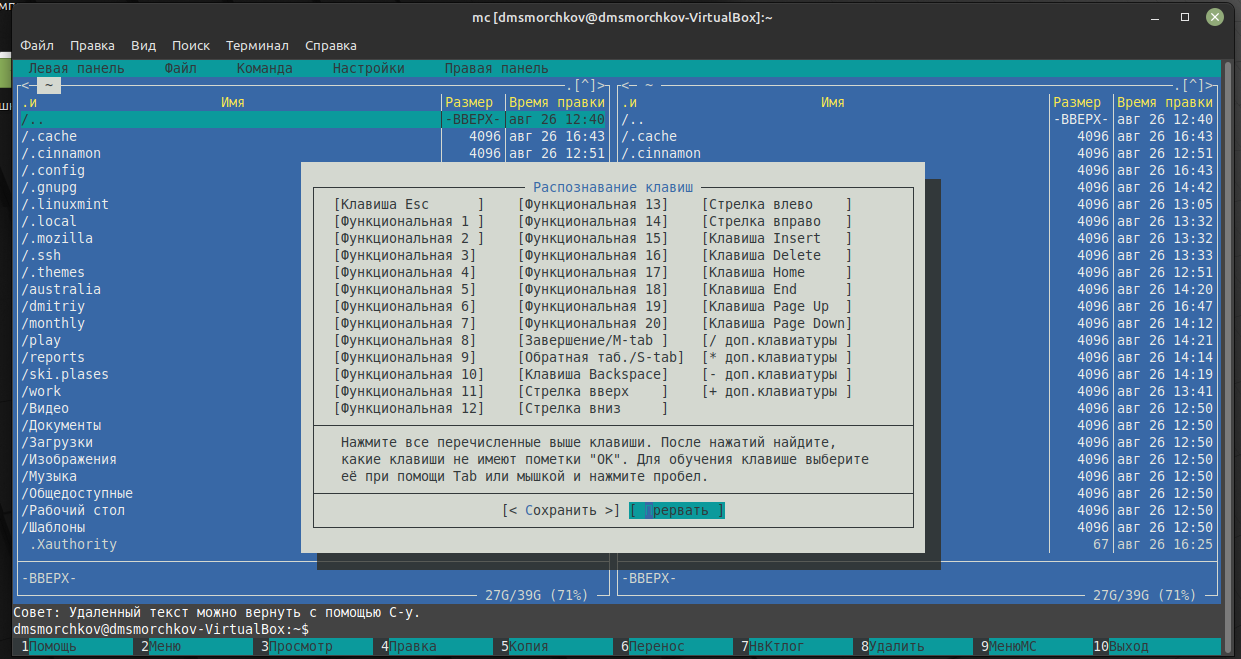 мп
mc [dmsmorchkov@dmsmorchkov-VirtualBox]:~
Файл Правка Вид Поиск Терминал Справка
Левая панель Файл Команда Настройки Правая панель
<─ ~ .[^]> <─ ~ .[^]>
.и Имя Размер Время правки .и Имя Размер Время правки
/.. -ВВЕРХ- авг 26 12:40 /.. -ВВЕРХ- авг 26 12:40
/.cache 4096 авг 26 16:43 /.cache 4096 авг 26 16:43
/.cinnamon 4096 авг 26 12:51 /.cinnamon 4096 авг 26 12:51
/.config 4096 авг 26 16:43
/.gnupg Распознавание клавиш 4096 авг 26 14:42
/.linuxmint [Клавиша Esc ] [Функциональная 13] [Стрелка влево ] 4096 авг 26 13:05
/.local [Функциональная 1 ] [Функциональная 14] [Стрелка вправо ] 4096 авг 26 13:32
/.mozilla [Функциональная 2 ] [Функциональная 15] [Клавиша Insert ] 4096 авг 26 13:32
/.ssh [Функциональная 3] [Функциональная 16] [Клавиша Delete ] 4096 авг 26 13:33
/.themes [Функциональная 4] [Функциональная 17] [Клавиша Home ] 4096 авг 26 12:51
/australia [Функциональная 5] [Функциональная 18] [Клавиша End ] 4096 авг 26 14:20
/dmitriy [Функциональная 6] [Функциональная 19] [Клавиша Page Up ] 4096 авг 26 16:47
/monthly [Функциональная 7] [Функциональная 20] [Клавиша Page Down] 4096 авг 26 14:12
/play [Функциональная 8] [Завершение/M-tab ] [/ доп.клавиатуры ] 4096 авг 26 14:21
/reports [Функциональная 9] [Обратная таб./S-tab] [* доп.клавиатуры ] 4096 авг 26 14:14
/ski.plases [Функциональная 10] [Клавиша Backspace] [- доп.клавиатуры ] 4096 авг 26 14:19
/work [Функциональная 11] [Стрелка вверх ] [+ доп.клавиатуры ] 4096 авг 26 13:41
/Видео [Функциональная 12] [Стрелка вниз ] 4096 авг 26 12:50
/Документы 4096 авг 26 12:50
/Загрузки Нажмите все перечисленные выше клавиши. После нажатий найдите, 4096 авг 26 12:50
/Изображения какие клавиши не имеют пометки "OK". Для обучения клавише выберите 4096 авг 26 12:50
/Музыка её при помощи Tab или мышкой и нажмите пробел. 4096 авг 26 12:50
/Общедоступные 4096 авг 26 12:50
/Рабочий стол [< Сохранить >] [ Прервать ] 4096 авг 26 12:50
/Шаблоны 4096 авг 26 12:50
.Xauthority 67 авг 26 16:25
-ВВЕРХ- -ВВЕРХ-
27G/39G (71%) 27G/39G (71%)
Совет: Удаленный текст можно вернуть с помощью C-y.
dmsmorchkov@dmsmorchkov-VirtualBox:~$
1Помощь 2Меню 3Просмотр 4Правка 5Копия 6Перенос 7НвКтлог 8Удалить 9МенюMC 10Выход